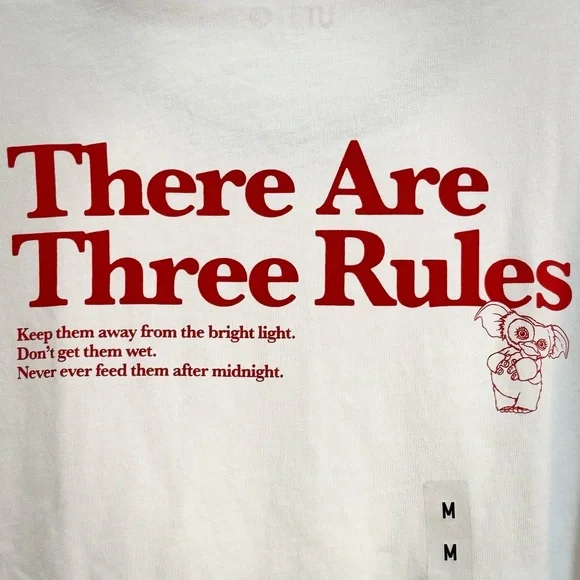 There Are
Three Rules
Keep them away from the bright light.
Don't get them wet.
Never ever feed them after midnight.
M
M